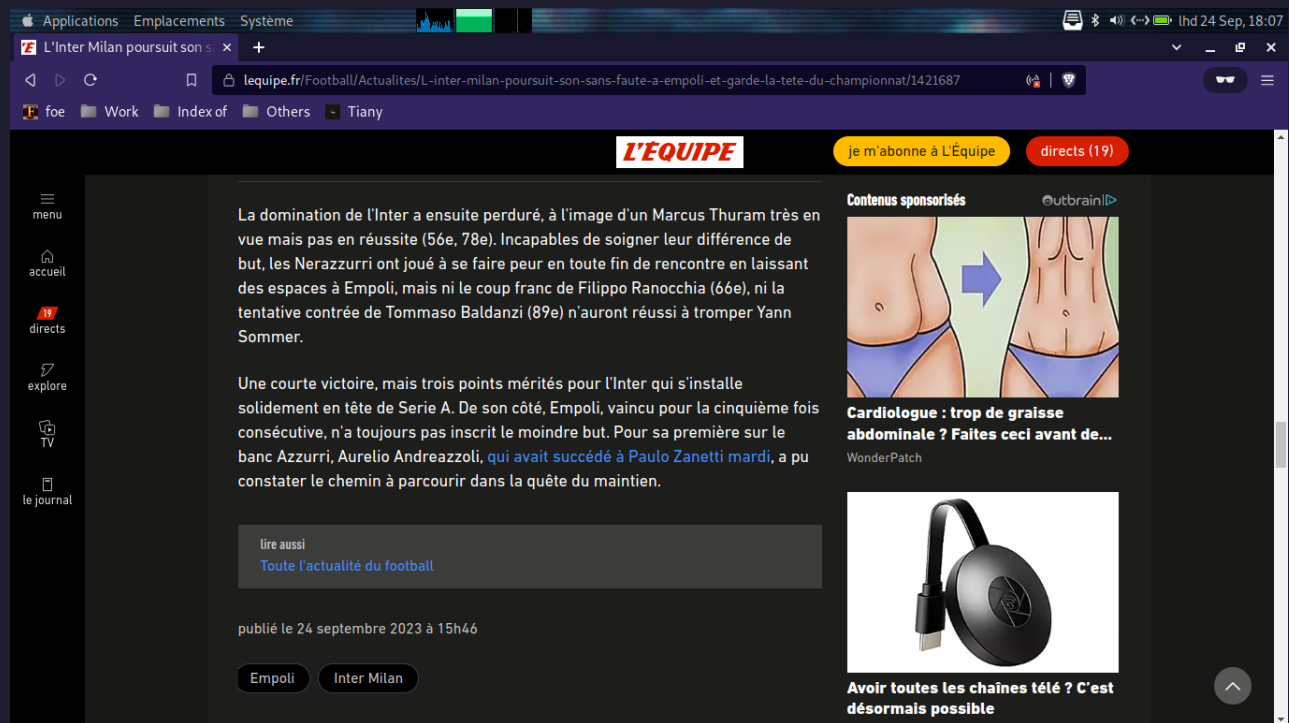 Applications Emplacements Système
lhd 24 Sep, 18:07
L'Inter Milan poursuit son s
lequipe.fr/Football/Actualites/L-inter-milan-poursuit-son-sans-faute-a-empoli-et-garde-la-tete-du-championnat/1421687
foe Work Index of Others Tiany
L'ÉQUIPE
je m'abonne à L'Équipe
directs (19)
menu
accueil
19
directs
explore
TV
le journal
La domination de l'Inter a ensuite perduré, à l'image d'un Marcus Thuram très en
vue mais pas en réussite (56e, 78e). Incapables de soigner leur différence de
but, les Nerazzurri ont joué à se faire peur en toute fin de rencontre en laissant
des espaces à Empoli, mais ni le coup franc de Filippo Ranocchia (66e), ni la
tentative contrée de Tommaso Baldanzi (89e) n'auront réussi à tromper Yann
Sommer.
Une courte victoire, mais trois points mérités pour l'Inter qui s'installe
solidement en tête de Serie A. De son côté, Empoli, vaincu pour la cinquième fois
consécutive, n'a toujours pas inscrit le moindre but. Pour sa première sur le
banc Azzurri, Aurelio Andreazzoli, qui avait succédé à Paulo Zanetti mardi, a pu
constater le chemin à parcourir dans la quête du maintien.
lire aussi
Toute l'actualité du football
publié le 24 septembre 2023 à 15h46
Empoli
Inter Milan
Contenus sponsorisés
Outbrain
Cardiologue : trop de graisse
abdominale ? Faites ceci avant de...
WonderPatch
Avoir toutes les chaînes télé ? C’est
désormais possible